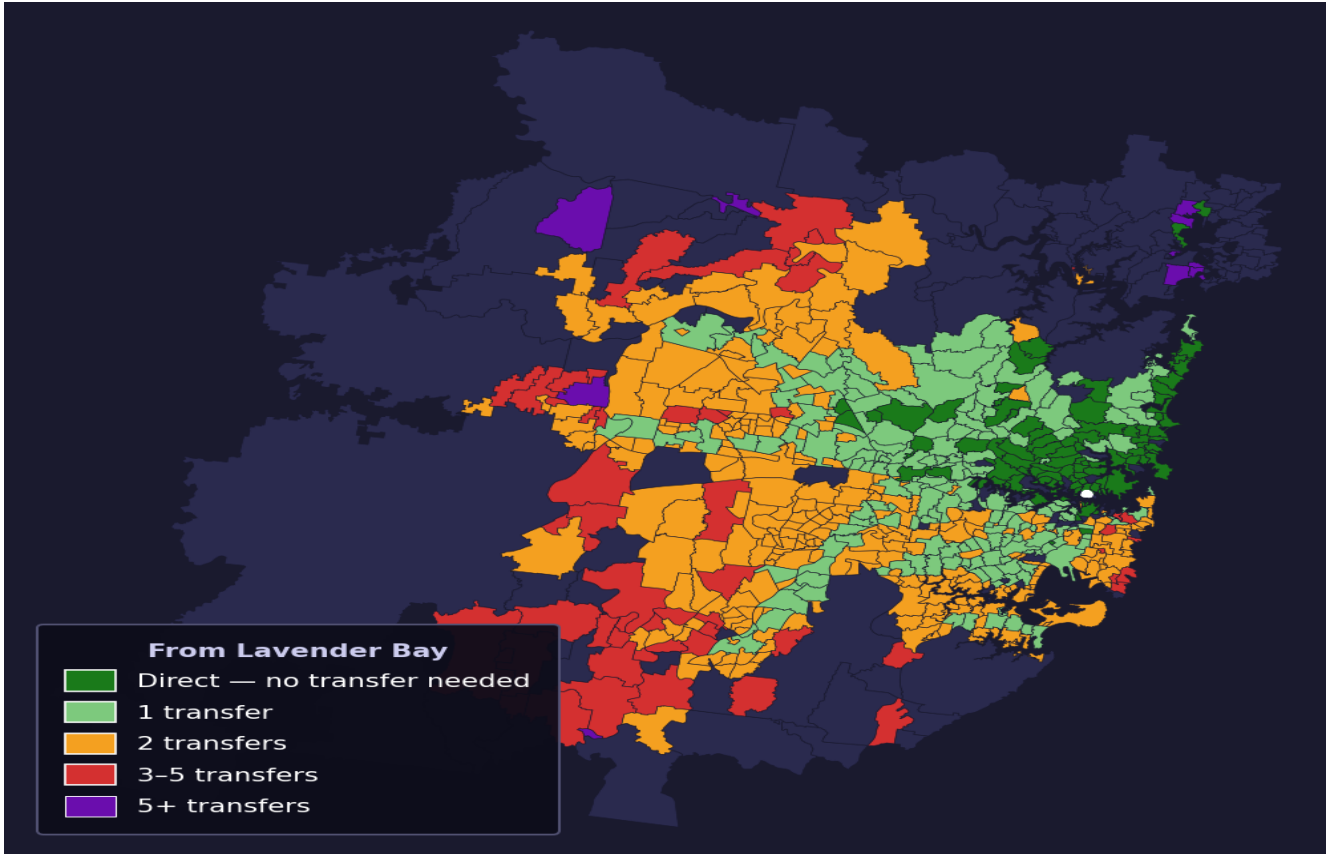 From Lavender Bay
Direct — no transfer needed
1 transfer
2 transfers
3–5 transfers
5+ transfers